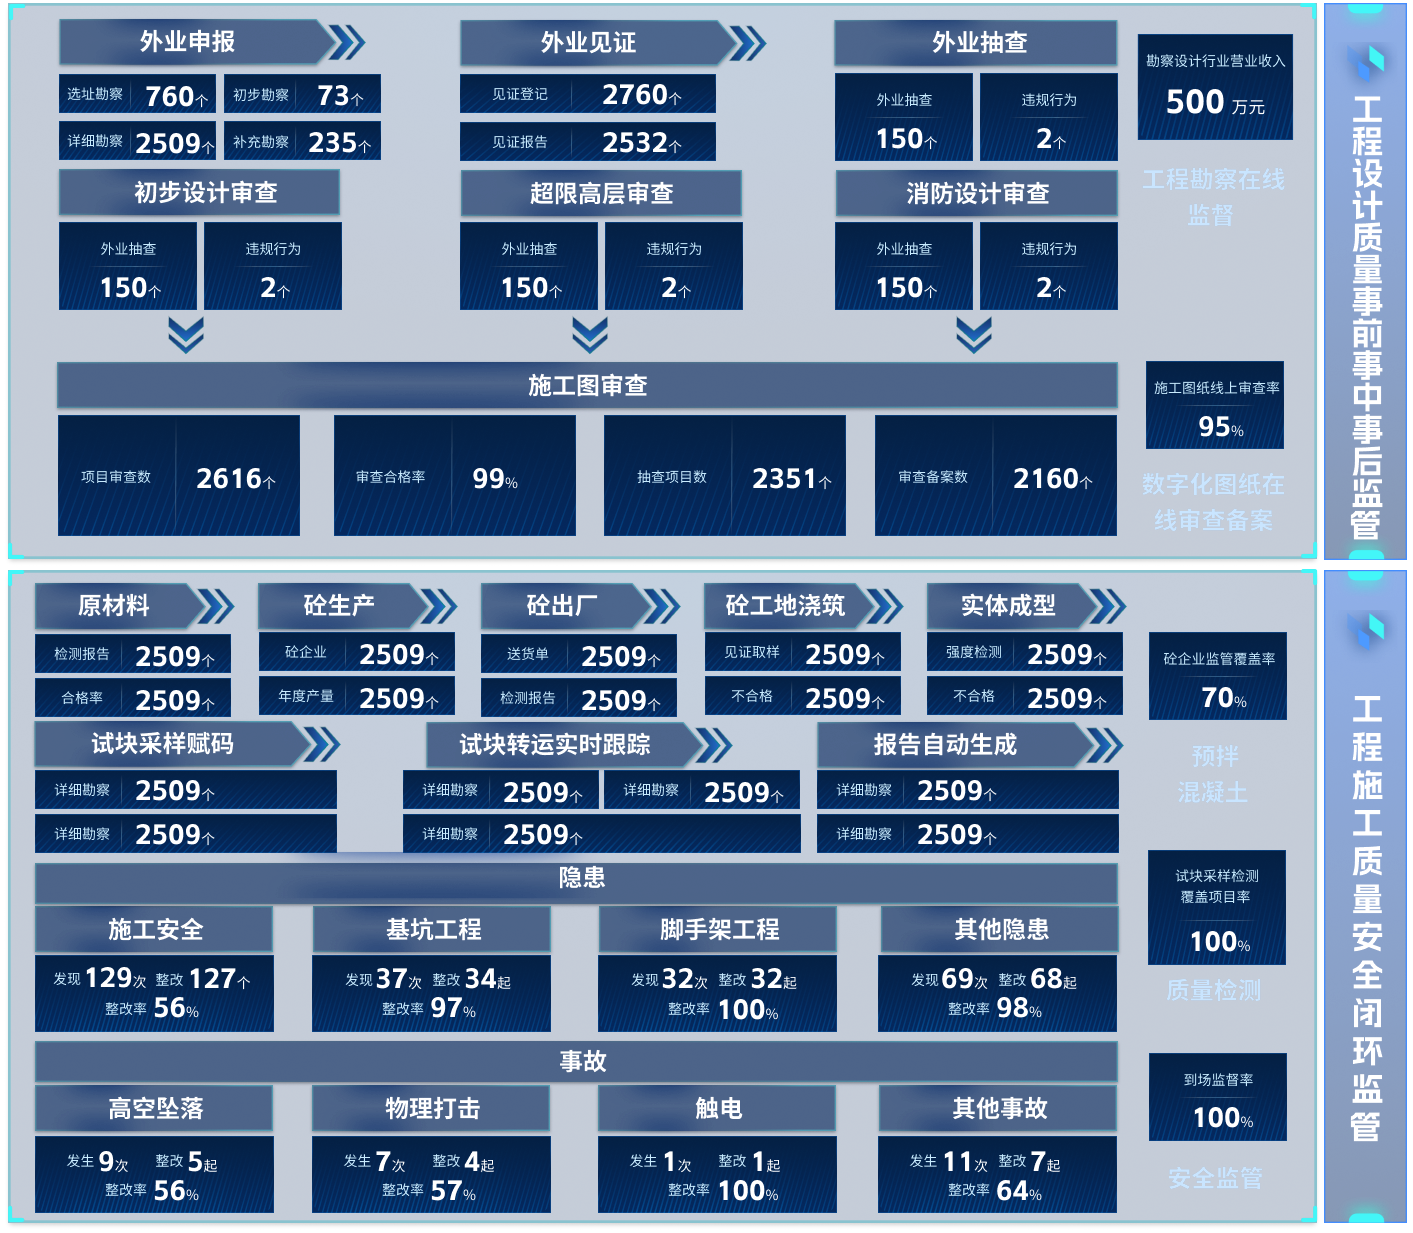 外业申报
选址勘察 760个 初步勘察 73个
详细勘察 2509个 补充勘察 235个
外业见证
见证登记 2760个
见证报告 2532个
外业抽查
外业抽查 违规行为
150个 2个
勘察设计行业营业收入
500 万元
工程勘察在线
监督
初步设计审查
外业抽查 违规行为
150个 2个
超限高层审查
外业抽查 违规行为
150个 2个
消防设计审查
外业抽查 违规行为
150个 2个
施工图审查
项目审查数 2616个
审查合格率 99%
抽查项目数 2351个
审查备案数 2160个
施工图纸线上审查率
95%
数字化图纸在
线审查备案
工程设计质量事前事中事后监管
原材料
检测报告 2509个
合格率 2509个
砼生产
砼企业 2509个
年度产量 2509个
砼出厂
送货单 2509个
检测报告 2509个
砼工地浇筑
见证取样 2509个
不合格 2509个
实体成型
强度检测 2509个
不合格 2509个
砼企业监管覆盖率
70%
预拌
混凝土
试块采样赋码
详细勘察 2509个
详细勘察 2509个
试块转运实时跟踪
详细勘察 2509个 详细勘察 2509个
详细勘察 2509个
报告自动生成
详细勘察 2509个
详细勘察 2509个
隐患
施工安全
发现 129次 整改 127个
整改率 56%
基坑工程
发现 37次 整改 34起
整改率 97%
脚手架工程
发现 32次 整改 32起
整改率 100%
其他隐患
发现 69次 整改 68起
整改率 98%
试块采样检测
覆盖项目率
100%
质量检测
事故
高空坠落
发生 9次 整改 5起
整改率 56%
物理打击
发生 7次 整改 4起
整改率 57%
触电
发生 1次 整改 1起
整改率 100%
其他事故
发生 11次 整改 7起
整改率 64%
到场监督率
100%
安全监管
工程施工质量安全闭环监管